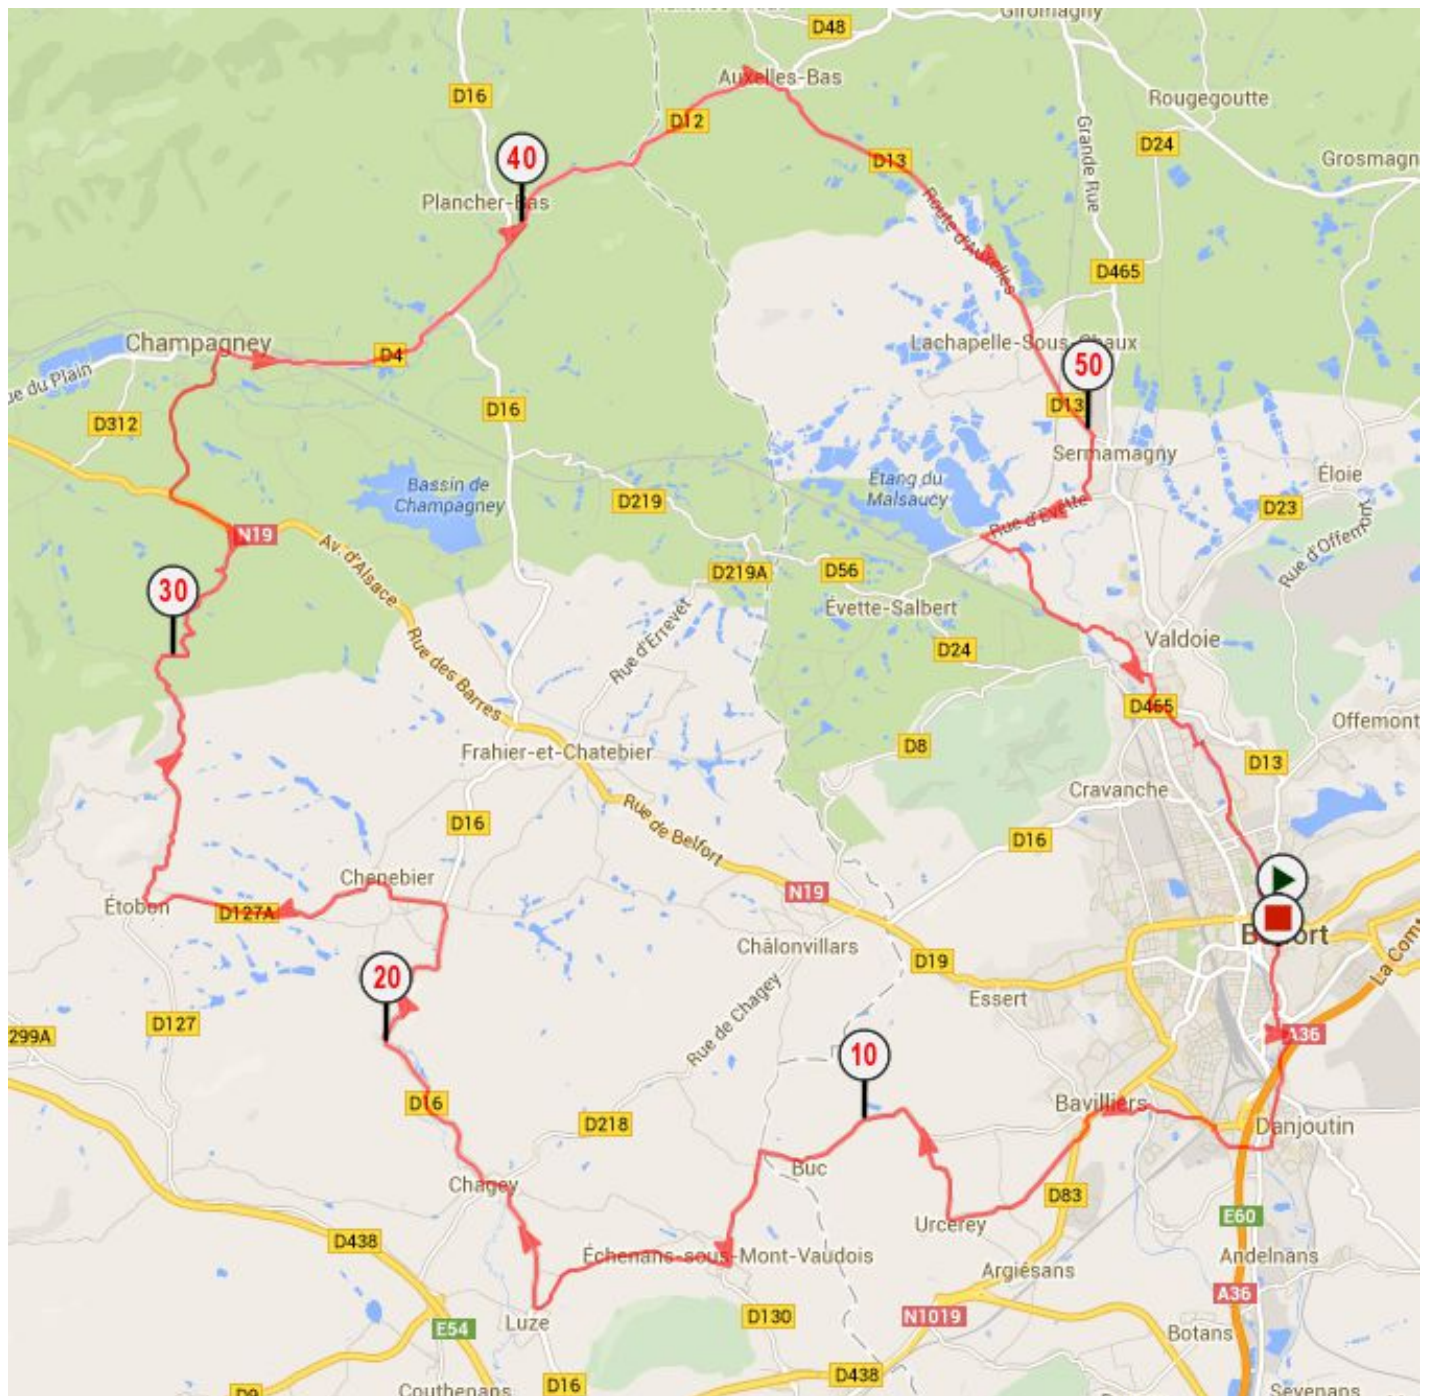 Giromagny
D48
Auxelles-Bas
D16
Rougegoutte
D12
Grande Rue
D24
40
D13
Grosmagn
Plancher-Bas
Route d'Auxelles
D465
Champagney
D4
Lachapelle-Sous-Chaux
50
ue du Plain
D16
D13
D312
Sermamagny
Bassin de
Champagney
Étang du
Malsaucy
Éloie
D219
D23
Rue d'Évette
N19
Av. d'Alsace
Rue d'Offemont
D219A
D56
30
Évette-Salbert
Rue d'Errevet
Valdoie
D24
Rue des Barres
D465
Offemont
Frahier-et-Chatebier
D8
D13
Cravanche
D16
Rue de Belfort
D16
Chenebier
N19
Étobon
D127A
Belfort
Châlonvillars
La Comt
D19
20
Essert
Rue de Chagey
D127
299A
A36
10
D16
Bavilliers
D218
Danjoutin
Buc
Chagey
D83
Urcerey
E60
D438
Échenans-sous-Mont-Vaudois
Andelnans
Argiésans
A36
Luze
D130
N1019
E54
Botans
D438
D16
D9
Couthenans
Sevenans